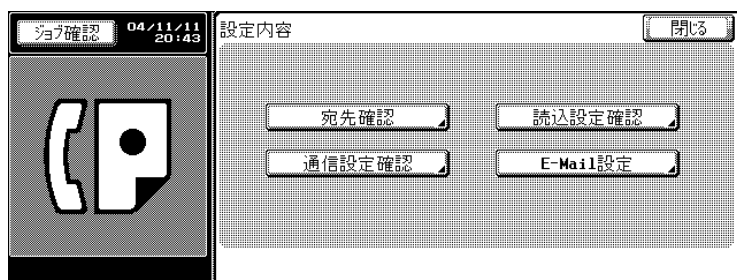 ジョブ確認
04/11/11
20:43
設定内容
閉じる
宛先確認
読込設定確認
通信設定確認
E-Mail設定